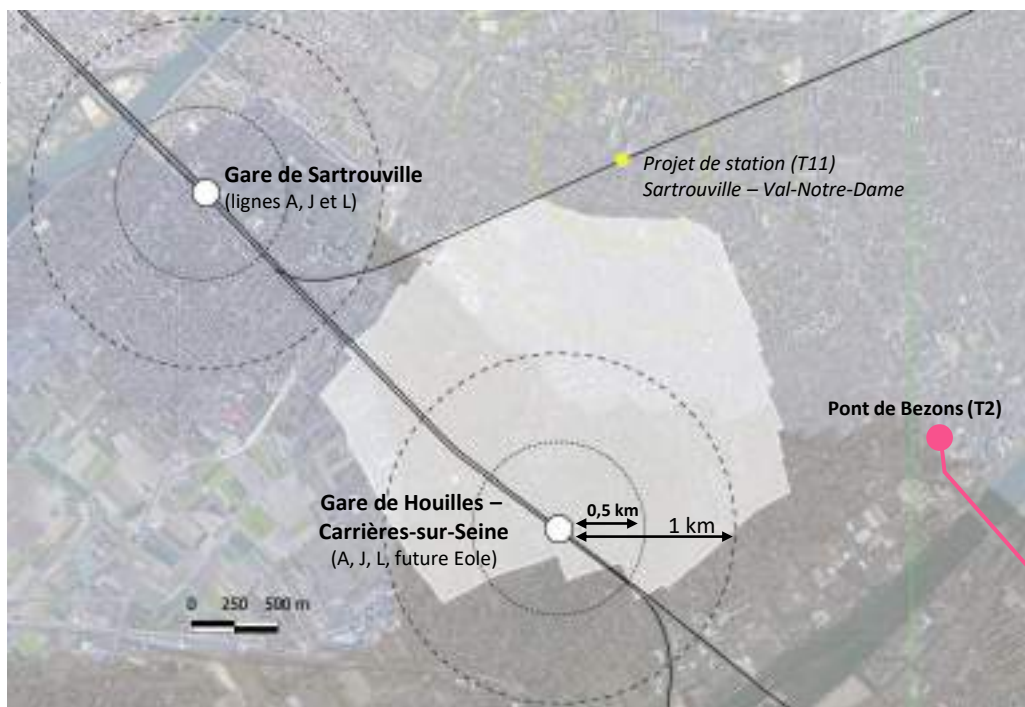 Gare de Sartrouville
(lignes A, J et L)
Projet de station (T11)
Sartrouville – Val-Notre-Dame
Pont de Bezons (T2)
Gare de Houilles –
Carrières-sur-Seine
(A, J, L, future Eole)
0,5 km
1 km
0 250 500 m